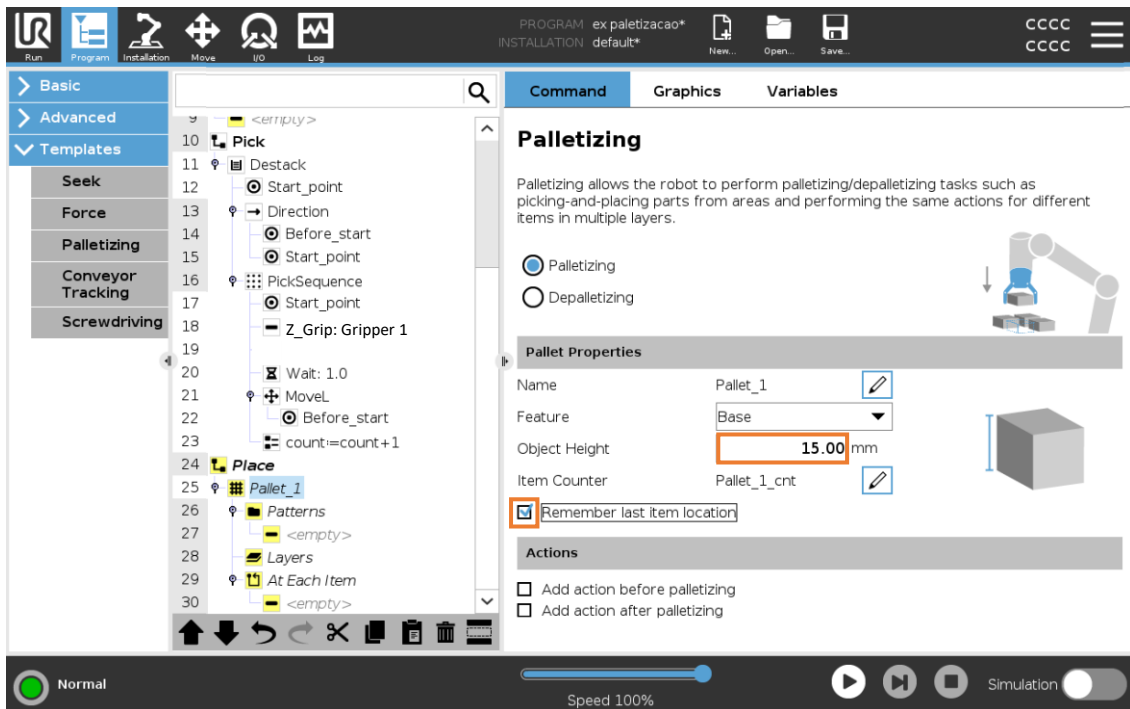 UR
PROGRAM ex paletizacao*
INSTALLATION default*
CCCC
CCCC
Run
Program
Installation
Move
I/O
Log
New...
Open...
Save...
Basic
Advanced
Templates
Seek
Force
Palletizing
Conveyor
Tracking
Screwdriving
9 <empty>
10 Pick
11 Destack
12 Start_point
13 Direction
14 Before_start
15 Start_point
16 PickSequence
17 Start_point
18 Z_Grip: Gripper 1
19
20 Wait: 1.0
21 MoveL
22 Before_start
23 count:=count+1
24 Place
25 Pallet_1
26 Patterns
27 <empty>
28 Layers
29 At Each Item
30 <empty>
Command Graphics Variables
Palletizing
Palletizing allows the robot to perform palletizing/depalletizing tasks such as
picking-and-placing parts from areas and performing the same actions for different
items in multiple layers.
Palletizing
Depalletizing
Pallet Properties
Name Pallet_1
Feature Base
Object Height 15.00 mm
Item Counter Pallet_1_cnt
Remember last item location
Actions
Add action before palletizing
Add action after palletizing
Normal
Speed 100%
Simulation